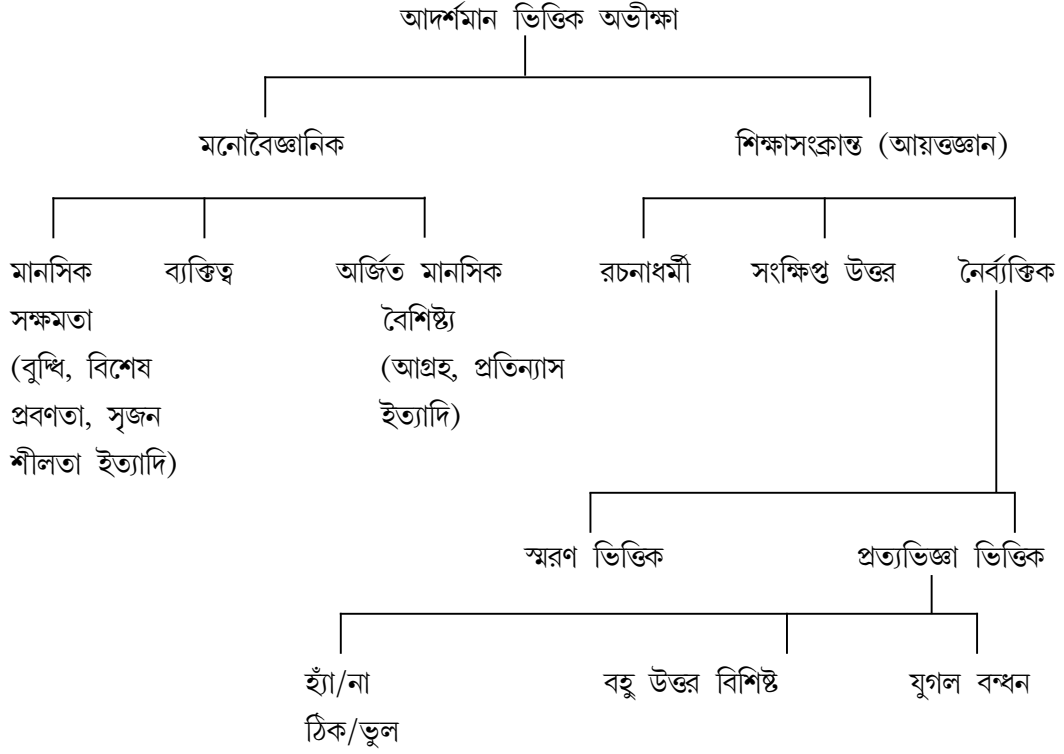 আদর্শমান ভিত্তিক অভীক্ষা
মনোবৈজ্ঞানিক
শিক্ষাসংক্রান্ত (আয়ত্তজ্ঞান)
মানসিক
সক্ষমতা
(বুদ্ধি, বিশেষ
প্রবণতা, সৃজন
শীলতা ইত্যাদি)
ব্যক্তিত্ব
অর্জিত মানসিক
বৈশিষ্ট্য
(আগ্রহ, প্রতিন্যাস
ইত্যাদি)
রচনাধর্মী
সংক্ষিপ্ত উত্তর
নৈর্ব্যক্তিক
স্মরণ ভিত্তিক
প্রত্যভিজ্ঞা ভিত্তিক
হ্যাঁ/না
ঠিক/ভুল
বহু উত্তর বিশিষ্ট
যুগল বন্ধন